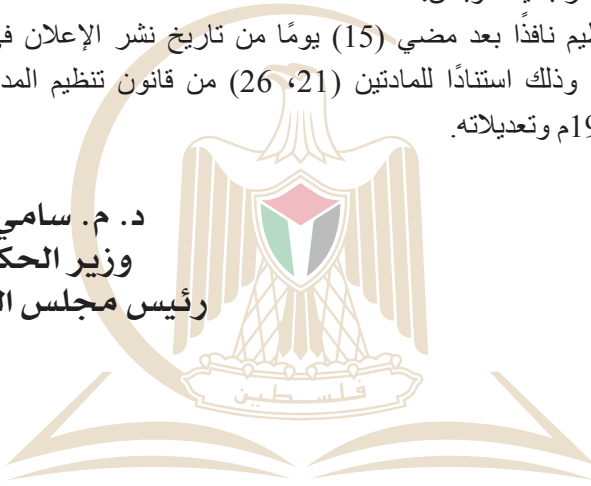 ظيم نافذًا بعد مضي (15) يومًا من تاريخ نشر الإعلان في
وذلك استنادًا للمادتين (21، 26) من قانون تنظيم المد
19م وتعديلاته.
د. م. سامي
وزير الحك
رئيس مجلس ال
فلسطين